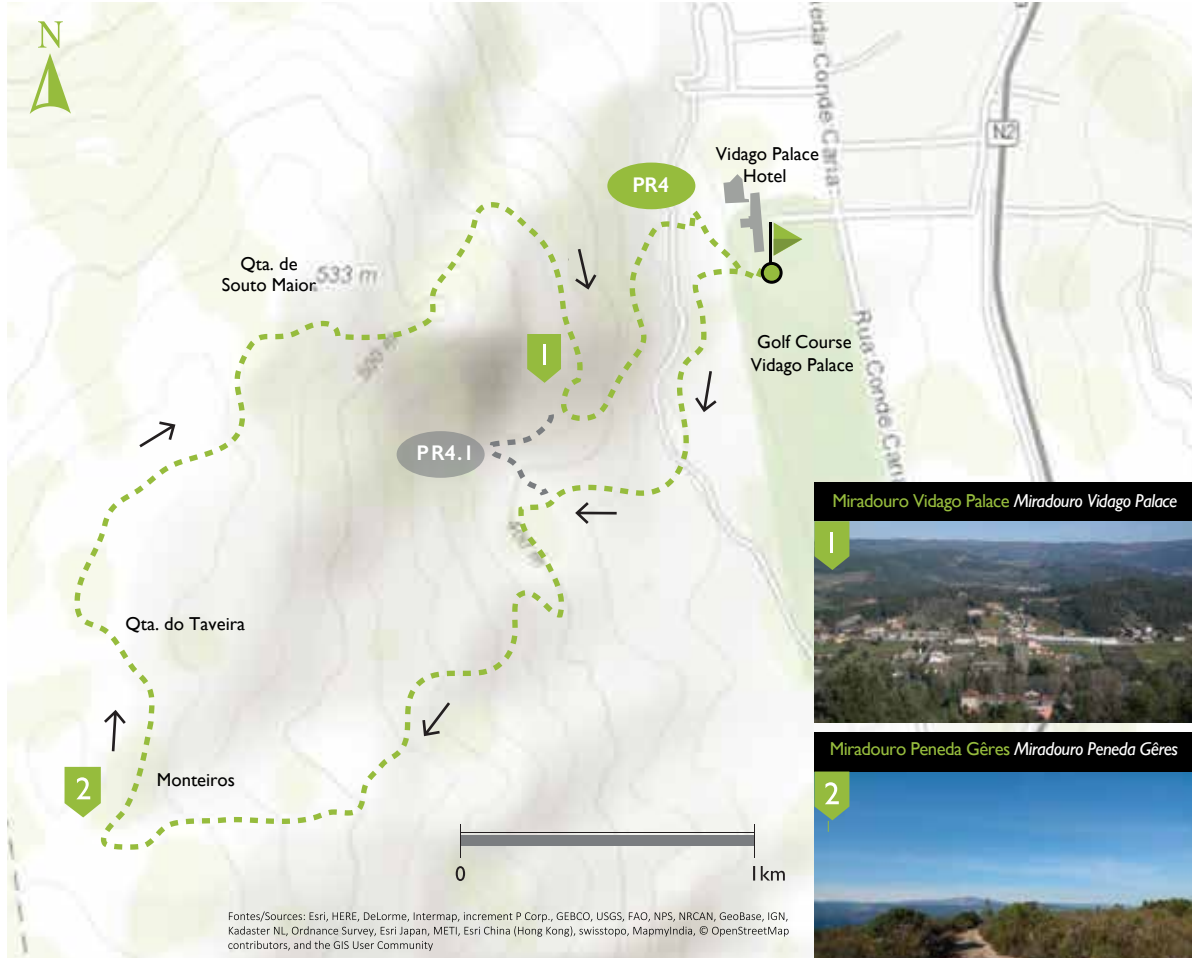 N
N2
Vidago Palace
Hotel
PR4
Qta. de
Souto Maior
533 m
500 m
1
Golf Course
Vidago Palace
Rua Conde Caria
PR4.1
Miradouro Vidago Palace Miradouro Vidago Palace
1
Qta. do Taveira
Monteiros
2
Miradouro Peneda Gêres Miradouro Peneda Gêres
2
0
1km
Fontes/Sources: Esri, HERE, DeLorme, Intermap, increment P Corp., GEBCO, USGS, FAO, NPS, NRCAN, GeoBase, IGN,
Kadaster NL, Ordnance Survey, Esri Japan, METI, Esri China (Hong Kong), swisstopo, MapmyIndia, © OpenStreetMap
contributors, and the GIS User Community